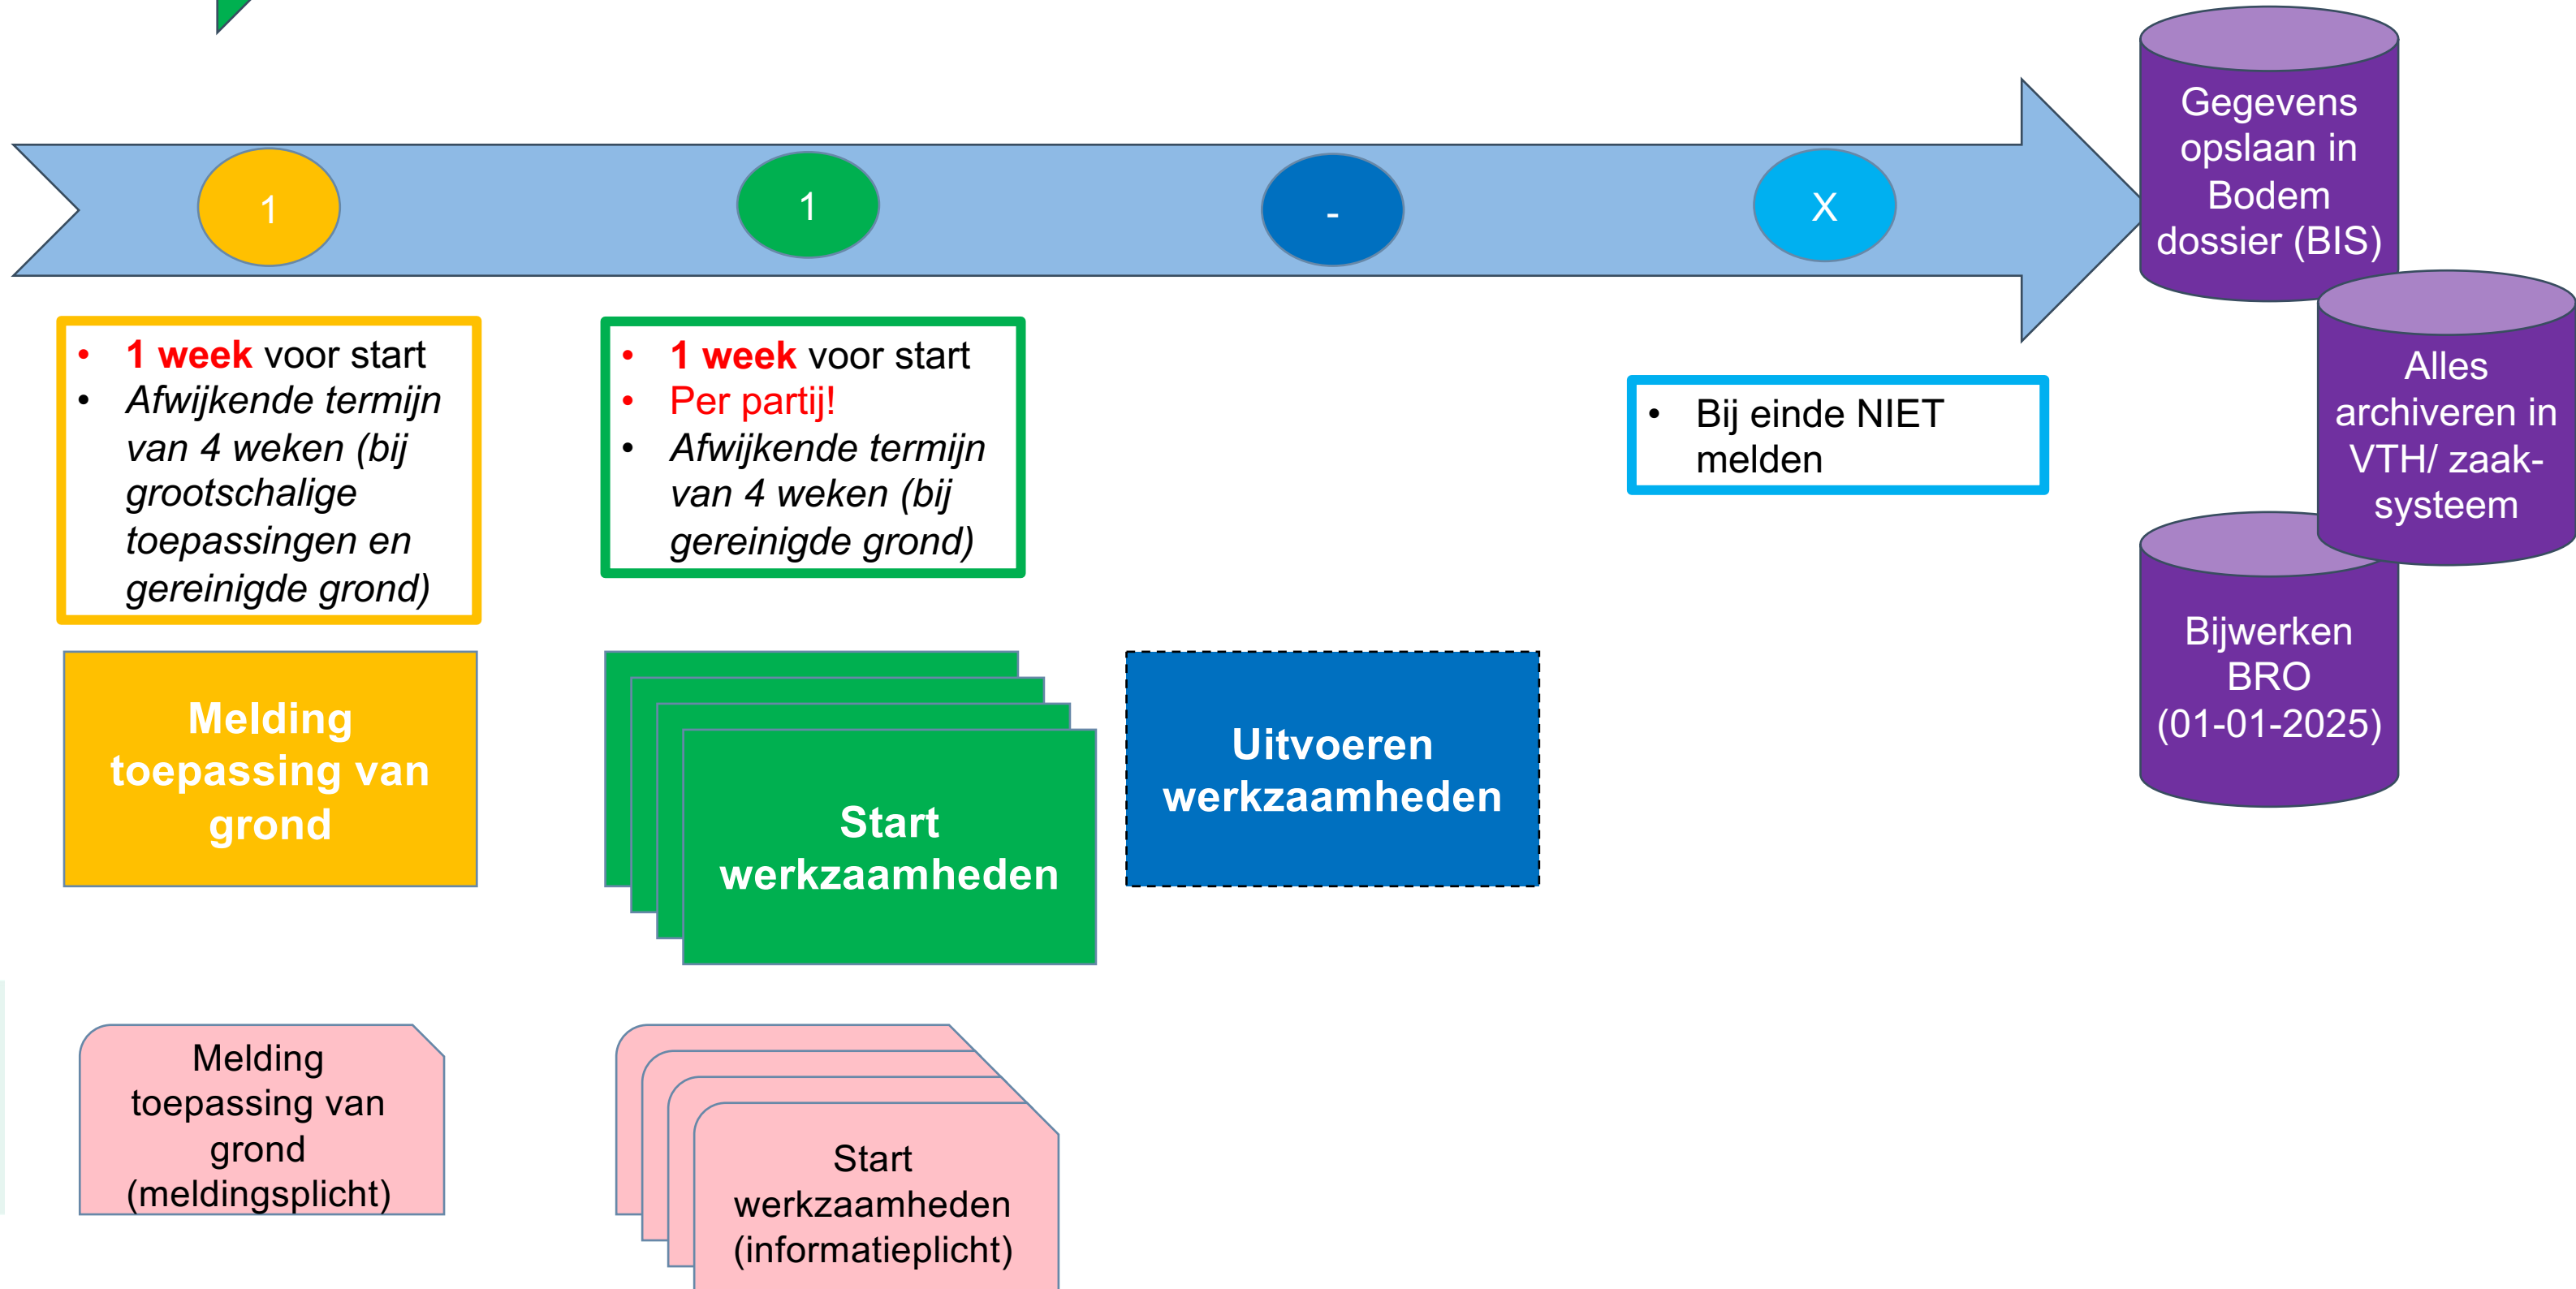 1
1
-
X
• 1 week voor start
• Afwijkende termijn
van 4 weken (bij
grootschalige
toepassingen en
gereinigde grond)
• 1 week voor start
• Per partij!
• Afwijkende termijn
van 4 weken (bij
gereinigde grond)
• Bij einde NIET
melden
Melding
toepassing van
grond
Start
werkzaamheden
Uitvoeren
werkzaamheden
Melding
toepassing van
grond
(meldingsplicht)
Start
werkzaamheden
(informatieplicht)
Gegevens
opslaan in
Bodem
dossier (BIS)
Alles
archiveren in
VTH/ zaak-
systeem
Bijwerken
BRO
(01-01-2025)